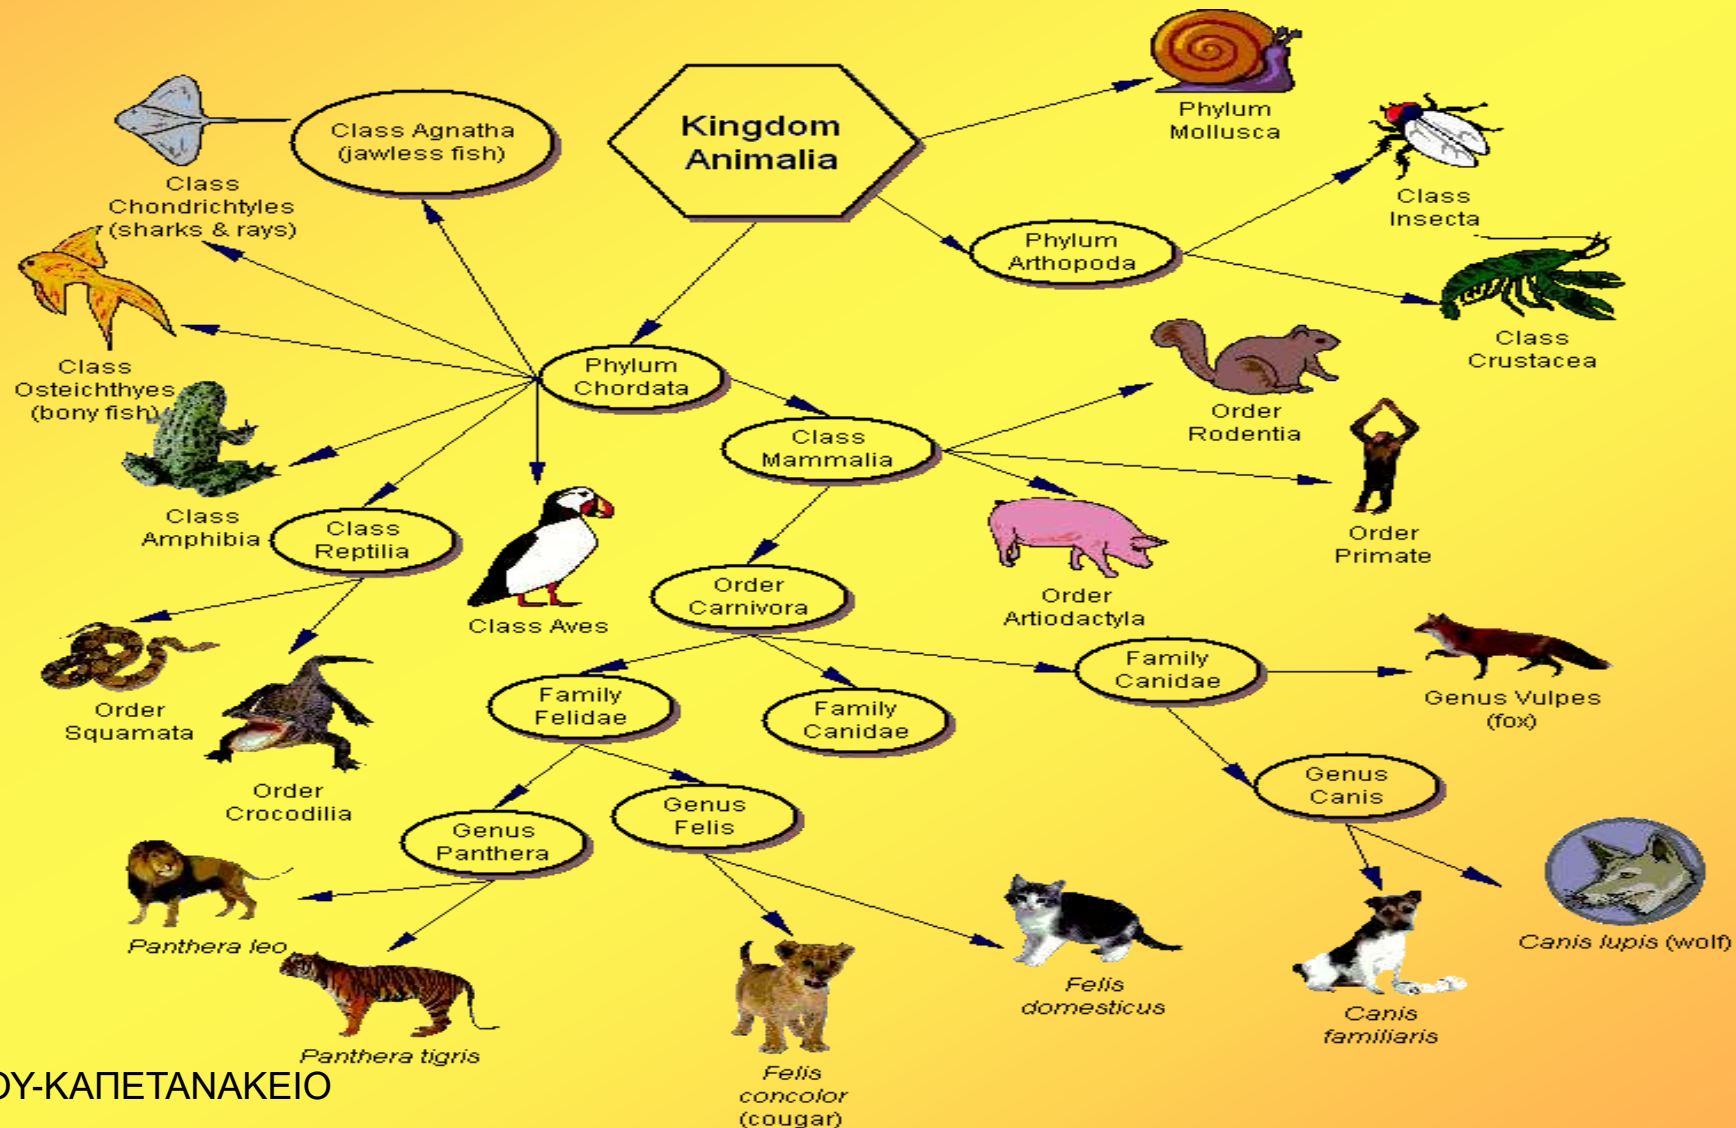 Kingdom
Animalia
Phylum
Mollusca
Class
Insecta
Phylum
Arthopoda
Class
Crustacea
Class Agnatha
(jawless fish)
Class
Chondrichtyles
(sharks & rays)
Class
Osteichthyes
(bony fish)
Phylum
Chordata
Class
Mammalia
Order
Rodentia
Order
Primate
Order
Artiodactyla
Class
Amphibia
Class
Reptilia
Class Aves
Order
Squamata
Order
Crocodilia
Order
Carnivora
Family
Felidae
Family
Canidae
Family
Canidae
Genus Vulpes
(fox)
Genus
Canis
Genus
Panthera
Genus
Felis
Panthera leo
Panthera tigris
Felis
concolor
(cougar)
Felis
domesticus
Canis
familiaris
Canis lupis (wolf)
ΟΥ-ΚΑΠΕΤΑΝΑΚΕΙΟ